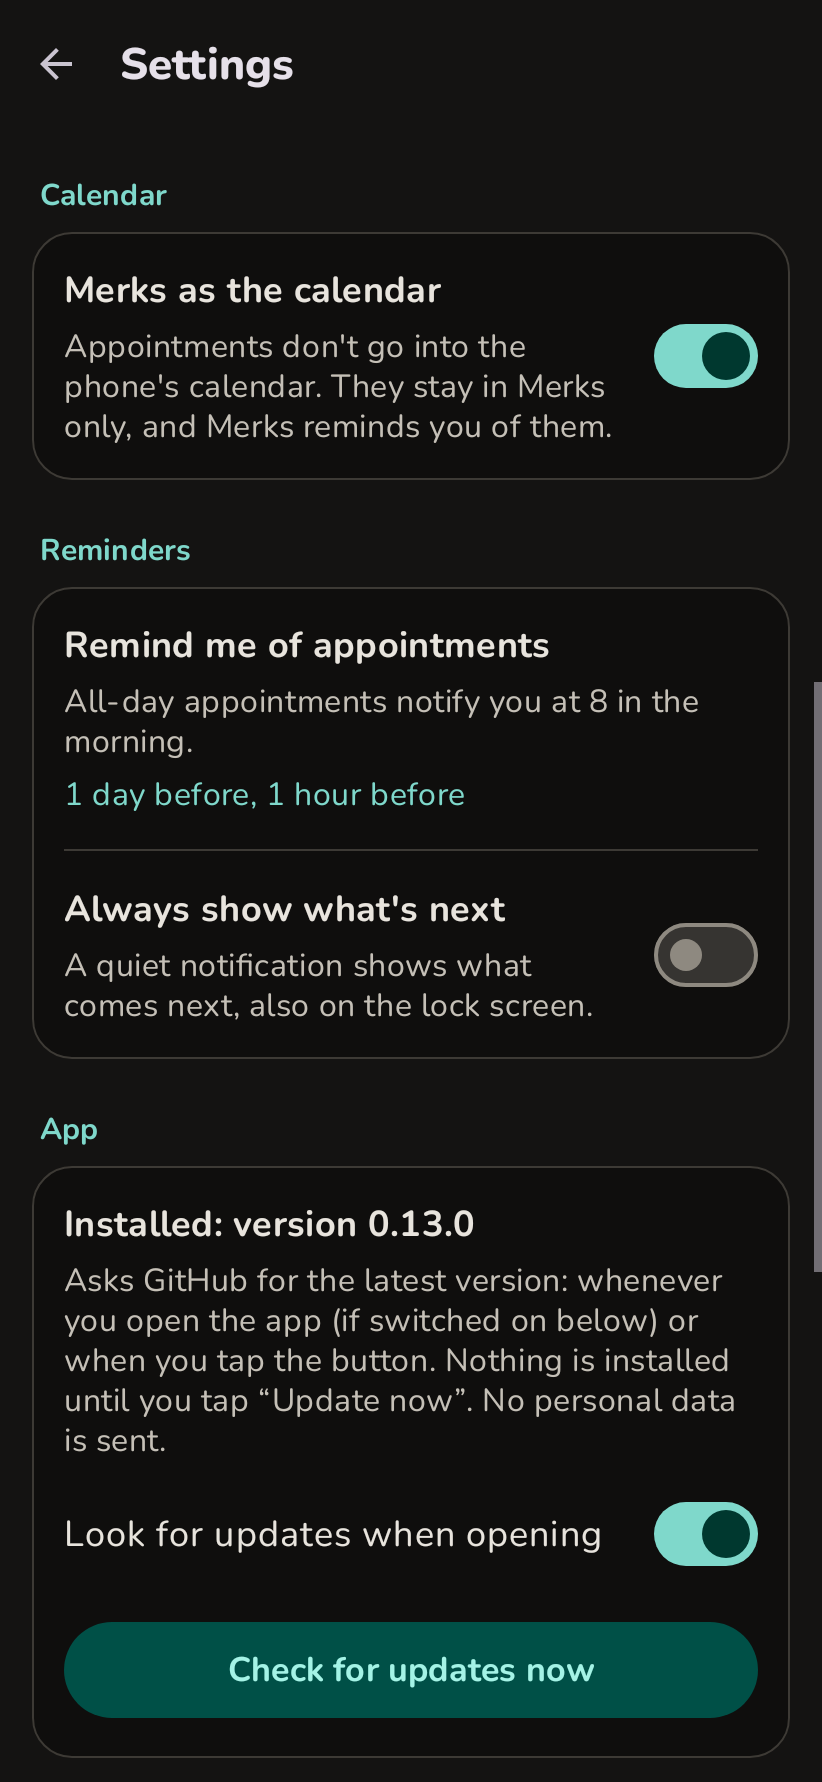 Settings
Calendar
Merks as the calendar
Appointments don't go into the
phone's calendar. They stay in Merks
only, and Merks reminds you of them.
Reminders
Remind me of appointments
All-day appointments notify you at 8 in the
morning.
1 day before, 1 hour before
Always show what's next
A quiet notification shows what
comes next, also on the lock screen.
App
Installed: version 0.13.0
Asks GitHub for the latest version: whenever
you open the app (if switched on below) or
when you tap the button. Nothing is installed
until you tap “Update now”. No personal data
is sent.
Look for updates when opening
Check for updates now